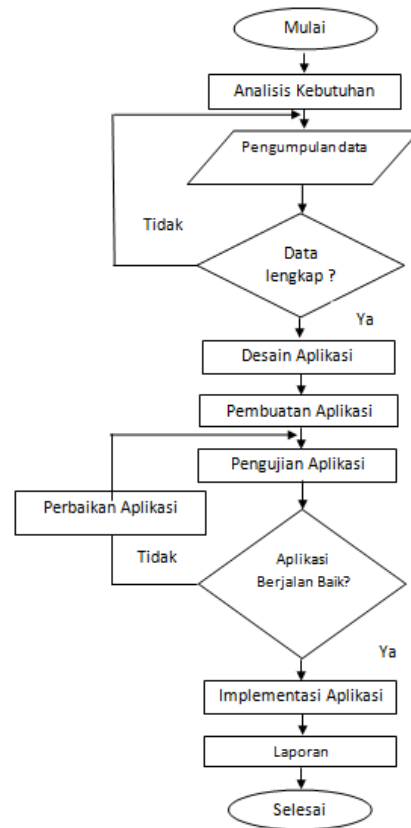 Mulai
Analisis Kebutuhan
Pengumpulan data
Tidak
Data
lengkap ?
Ya
Desain Aplikasi
Pembuatan Aplikasi
Pengujian Aplikasi
Perbaikan Aplikasi
Tidak
Aplikasi
Berjalan Baik?
Ya
Implementasi Aplikasi
Laporan
Selesai